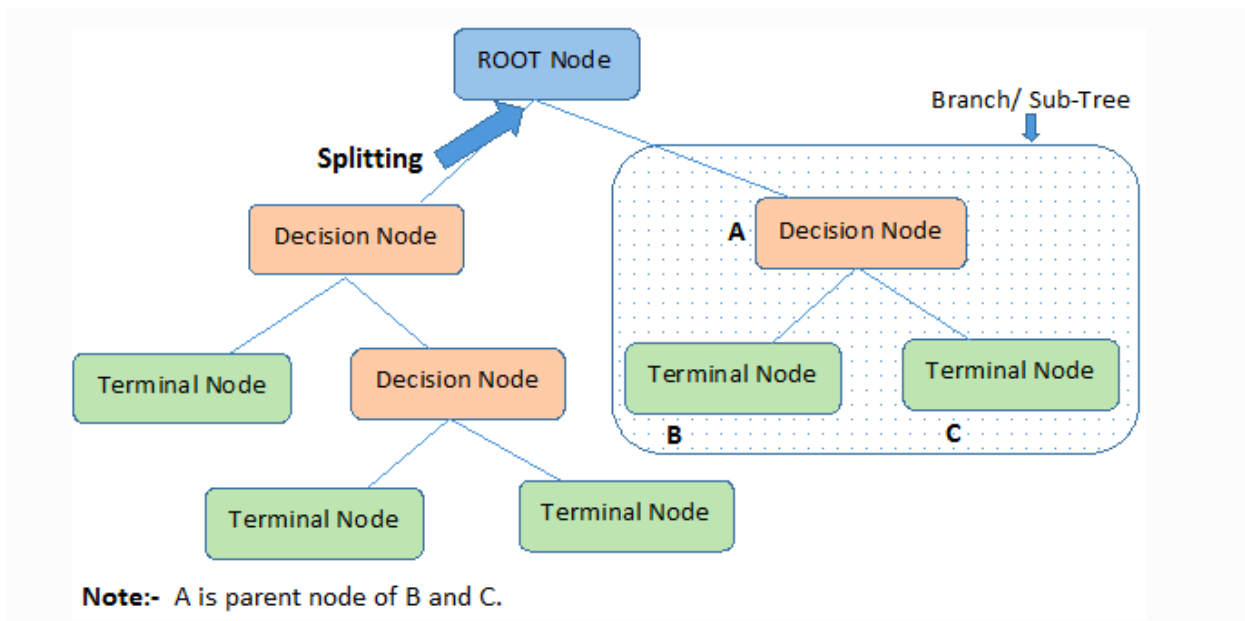 ROOT Node
Branch/ Sub-Tree
Splitting
Decision Node
A Decision Node
Terminal Node
Decision Node
Terminal Node
Terminal Node
B
C
Terminal Node
Terminal Node
Note:- A is parent node of B and C.